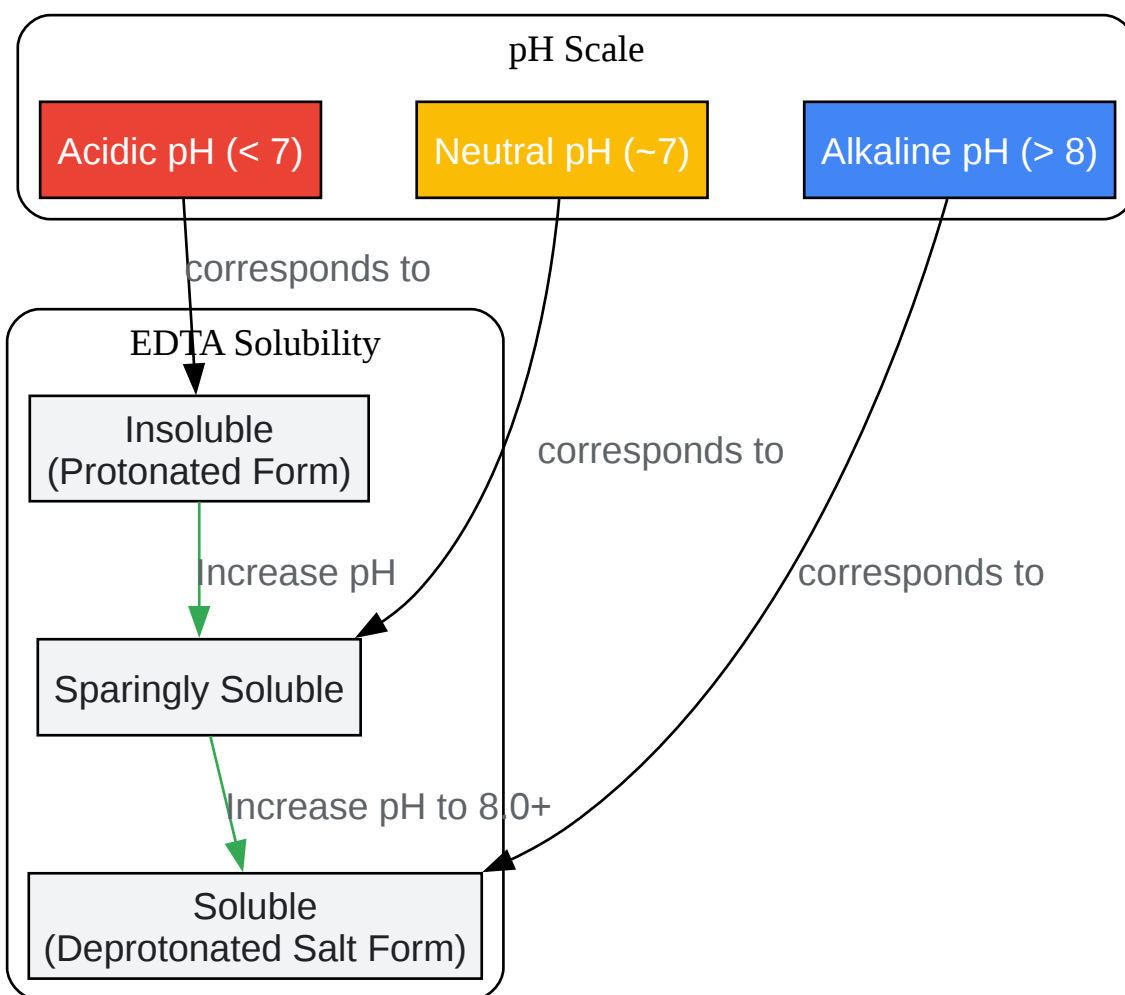 pH Scale
Acidic pH (< 7)
Neutral pH (~7)
Alkaline pH (> 8)
corresponds to
EDTA Solubility
Insoluble
(Protonated Form)
corresponds to
Increase pH
corresponds to
Sparingly Soluble
Increase pH to 8.0+
Soluble
(Deprotonated Salt Form)